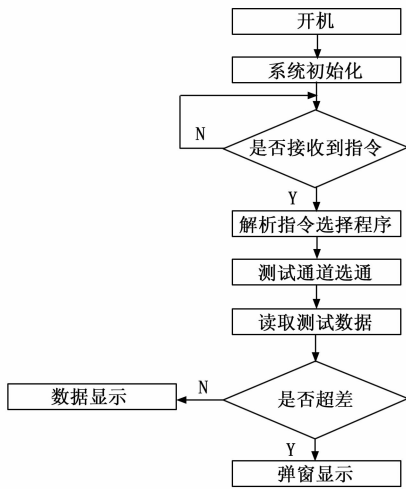 开机
系统初始化
N
是否接收到指令
Y
解析指令选择程序
测试通道选通
读取测试数据
数据显示
N
是否超差
Y
弹窗显示